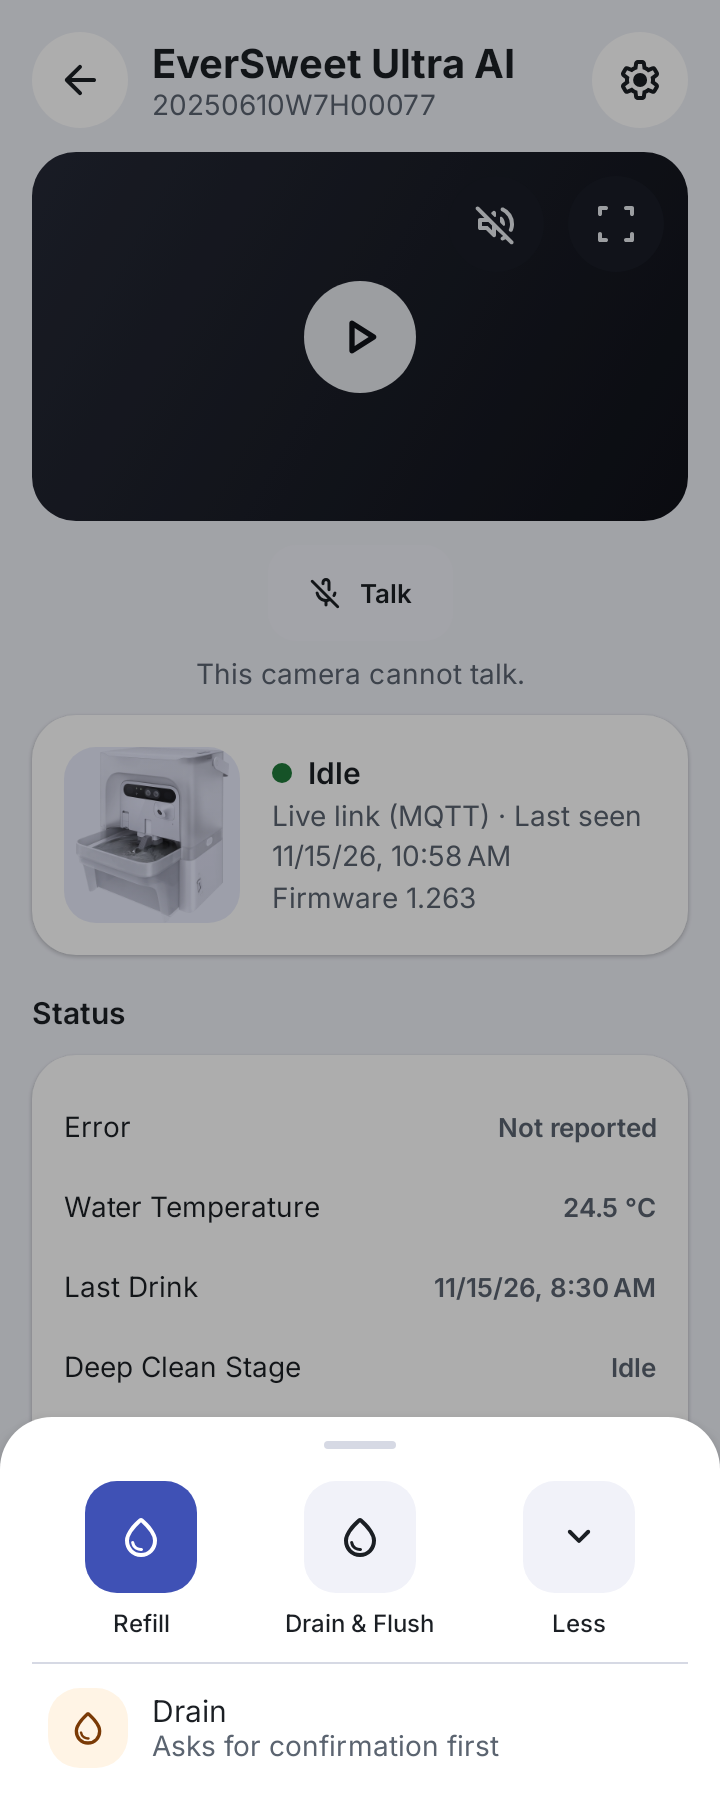 EverSweet Ultra AI
20250610W7H00077
Talk
This camera cannot talk.
Idle
Live link (MQTT) · Last seen
11/15/26, 10:58 AM
Firmware 1.263
Status
Error Not reported
Water Temperature 24.5 °C
Last Drink 11/15/26, 8:30 AM
Deep Clean Stage Idle
Refill Drain & Flush Less
Drain
Asks for confirmation first